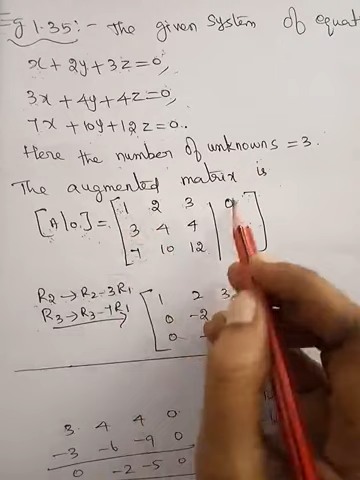 Eg 1.35:- The given system of equat
x + 2y + 3z = 0,
3x + 4y + 4z = 0,
7x + 10y + 12z = 0.
Here the number of unknowns = 3.
The augmented matrix is
[A|0] = [1 2 3 | 0
3 4 4
7 10 12 ]
R2 → R2 - 3R1 [1 2 3
R3 → R3 - 7R1 0 -2
0 -
3 4 4 0
-3 -6 -9 0
0 -2 -5 0